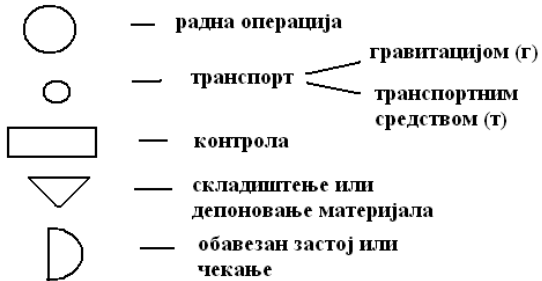 — радна операција
гравитацијом (г)
— транспорт
транспортним
средством (т)
— контрола
— складиштење или
депоновање материјала
— обавезан застој или
чекање